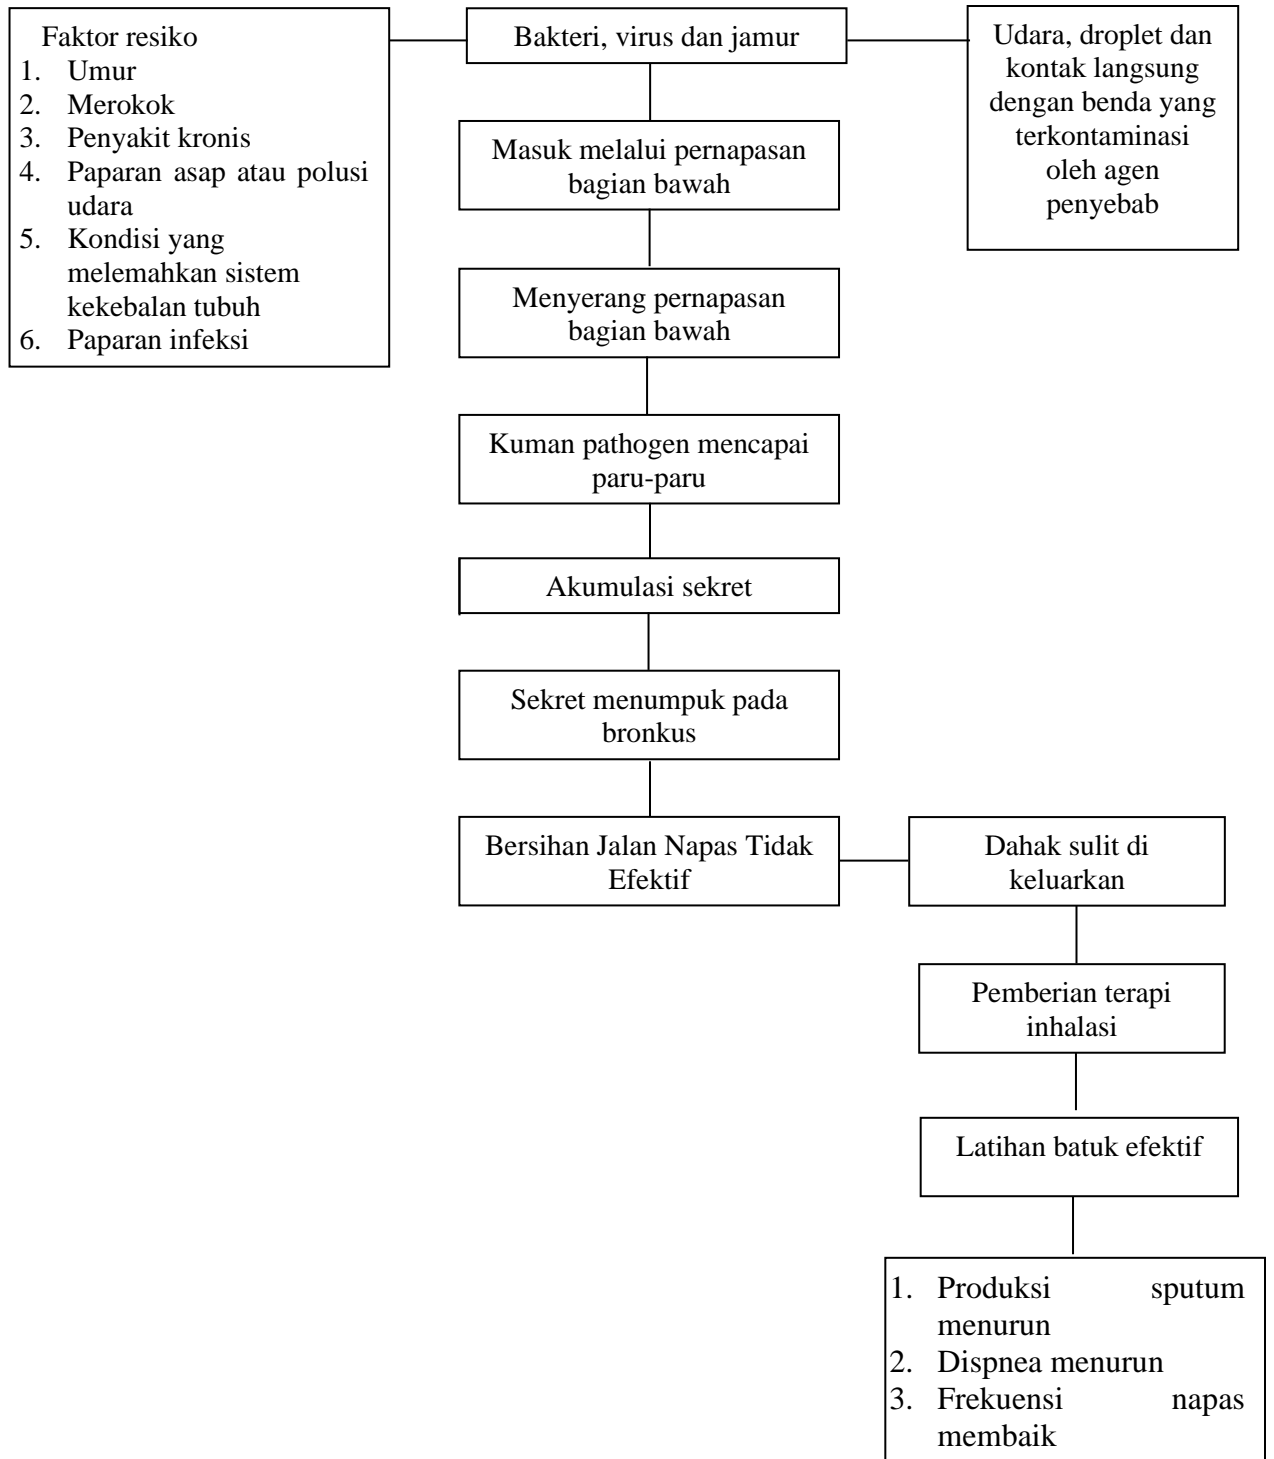 Faktor resiko
1. Umur
2. Merokok
3. Penyakit kronis
4. Paparan asap atau polusi
udara
5. Kondisi yang
melemahkan sistem
kekebalan tubuh
6. Paparan infeksi
Bakteri, virus dan jamur
Udara, droplet dan
kontak langsung
dengan benda yang
terkontaminasi
oleh agen
penyebab
Masuk melalui pernapasan
bagian bawah
Menyerang pernapasan
bagian bawah
Kuman pathogen mencapai
paru-paru
Akumulasi sekret
Sekret menumpuk pada
bronkus
Bersihan Jalan Napas Tidak
Efektif
Dahak sulit di
keluarkan
Pemberian terapi
inhalasi
Latihan batuk efektif
1. Produksi sputum
menurun
2. Dispnea menurun
3. Frekuensi napas
membaik